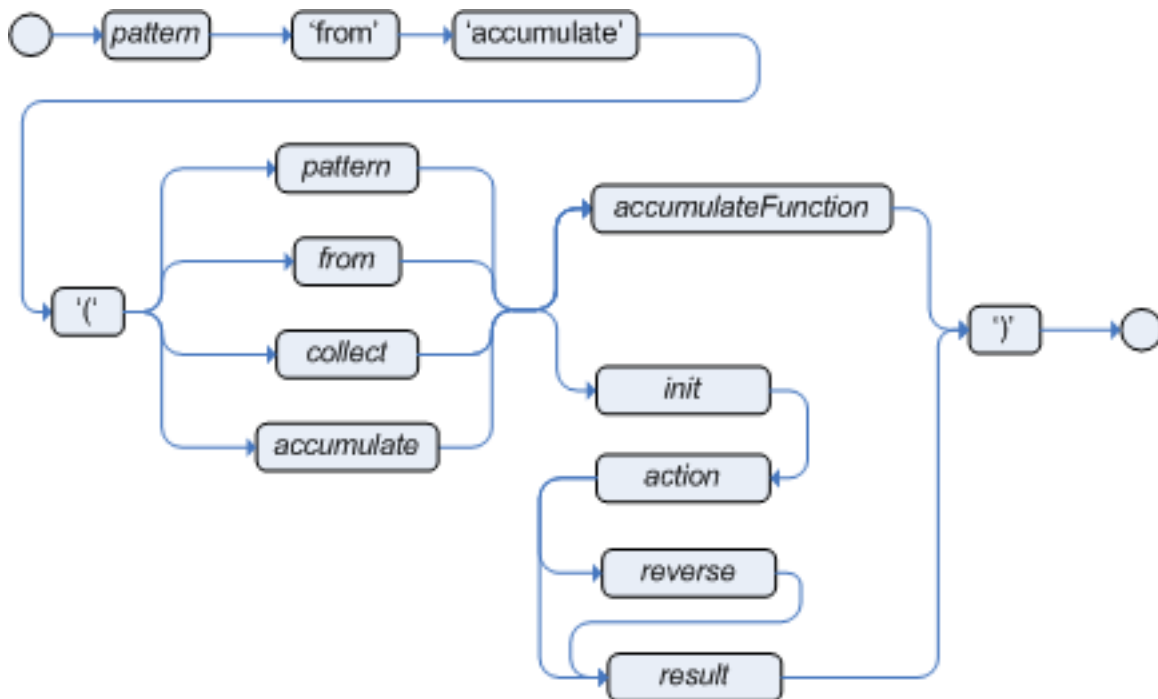 pattern ‘from’ ‘accumulate’
pattern
accumulateFunction
from
‘(’
‘)’
collect
init
accumulate
action
reverse
result